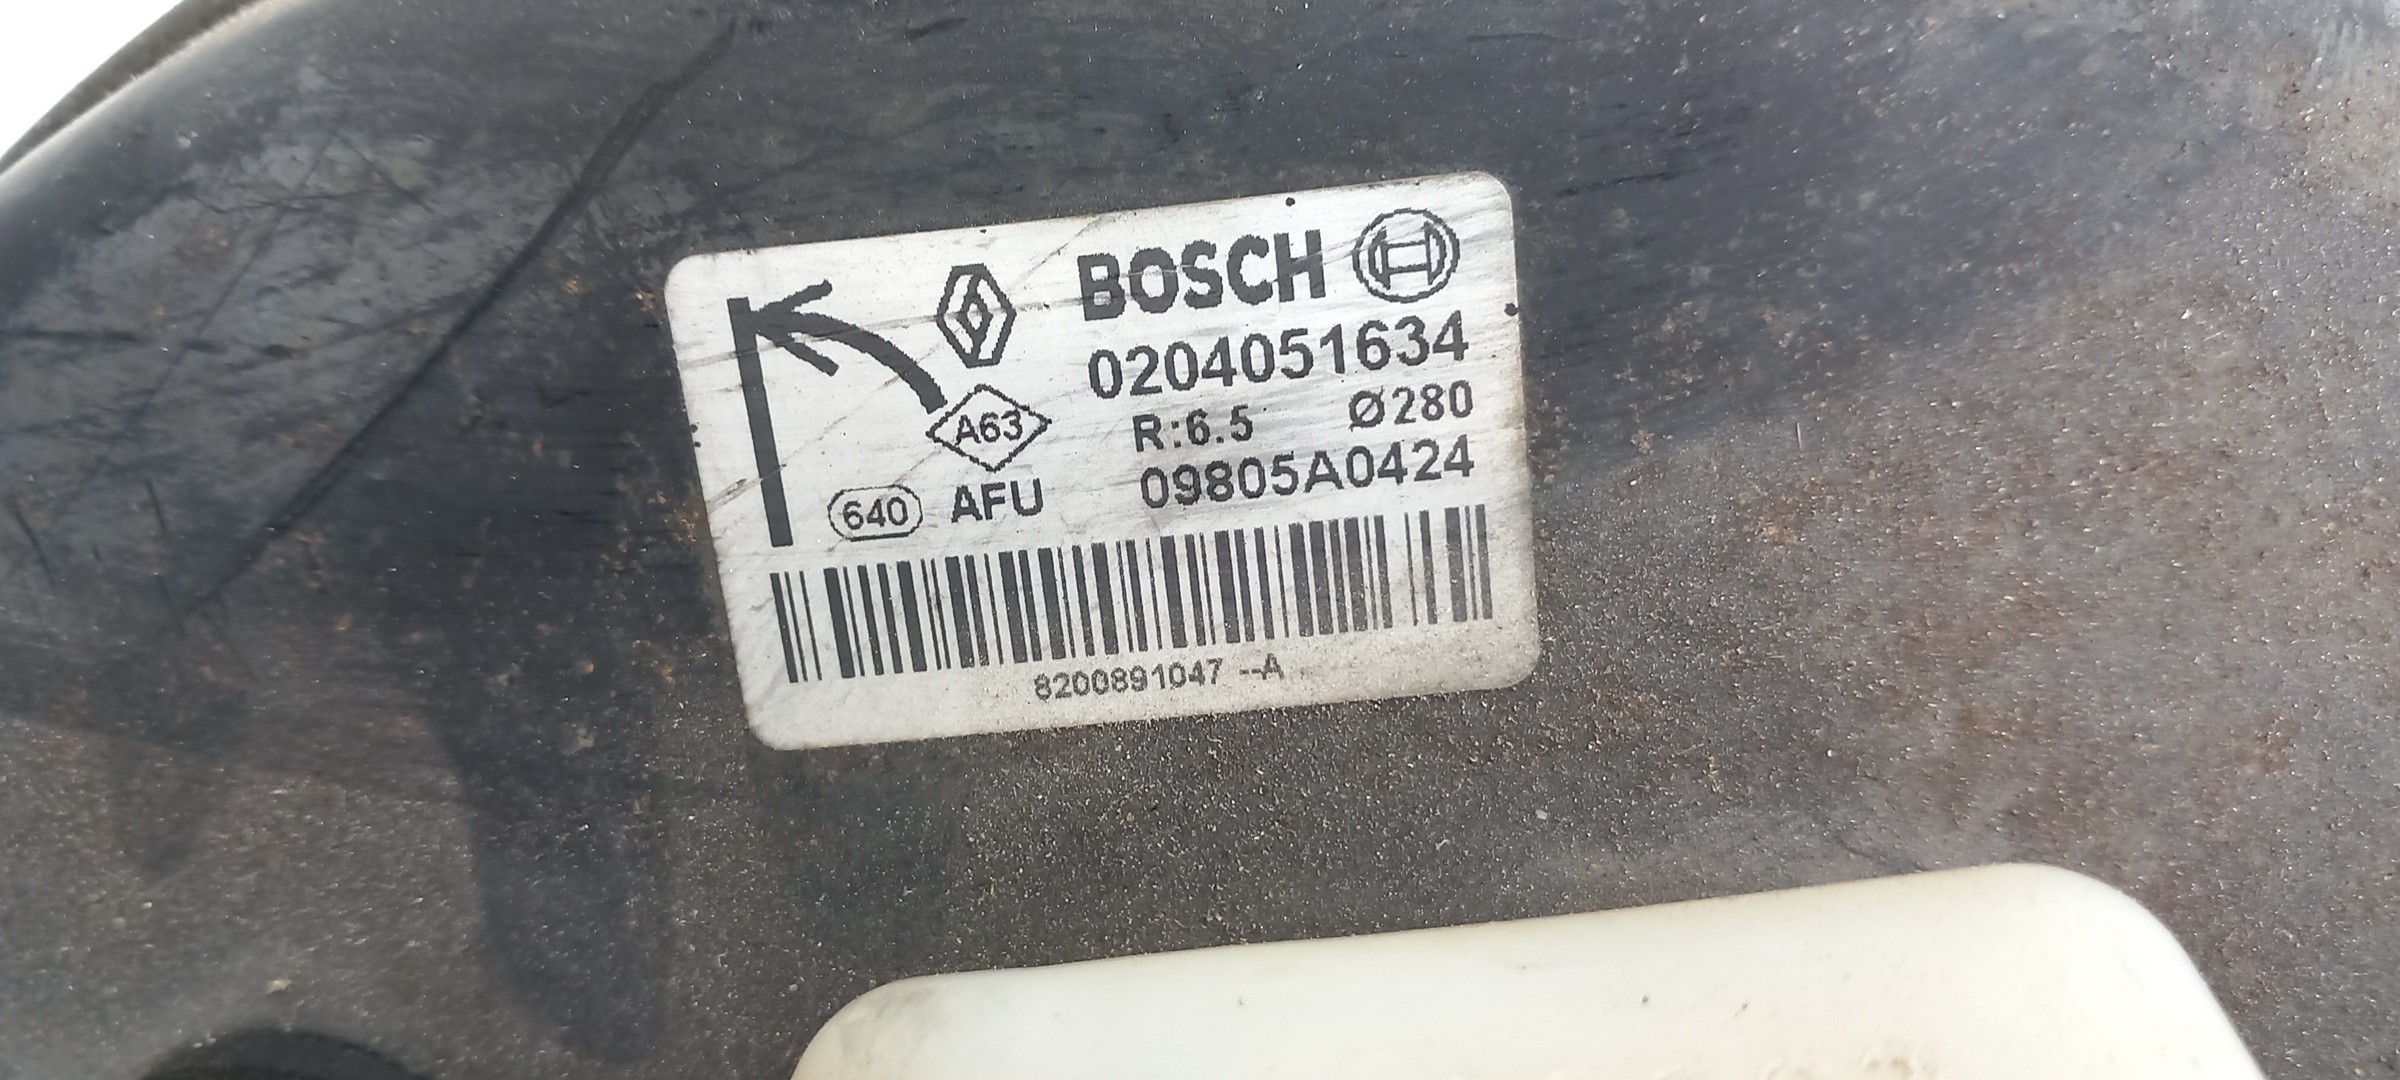 BOSCH
0204051634
A63
R:6.5 Ø280
640 AFU 09805A0424
8200891047 --A